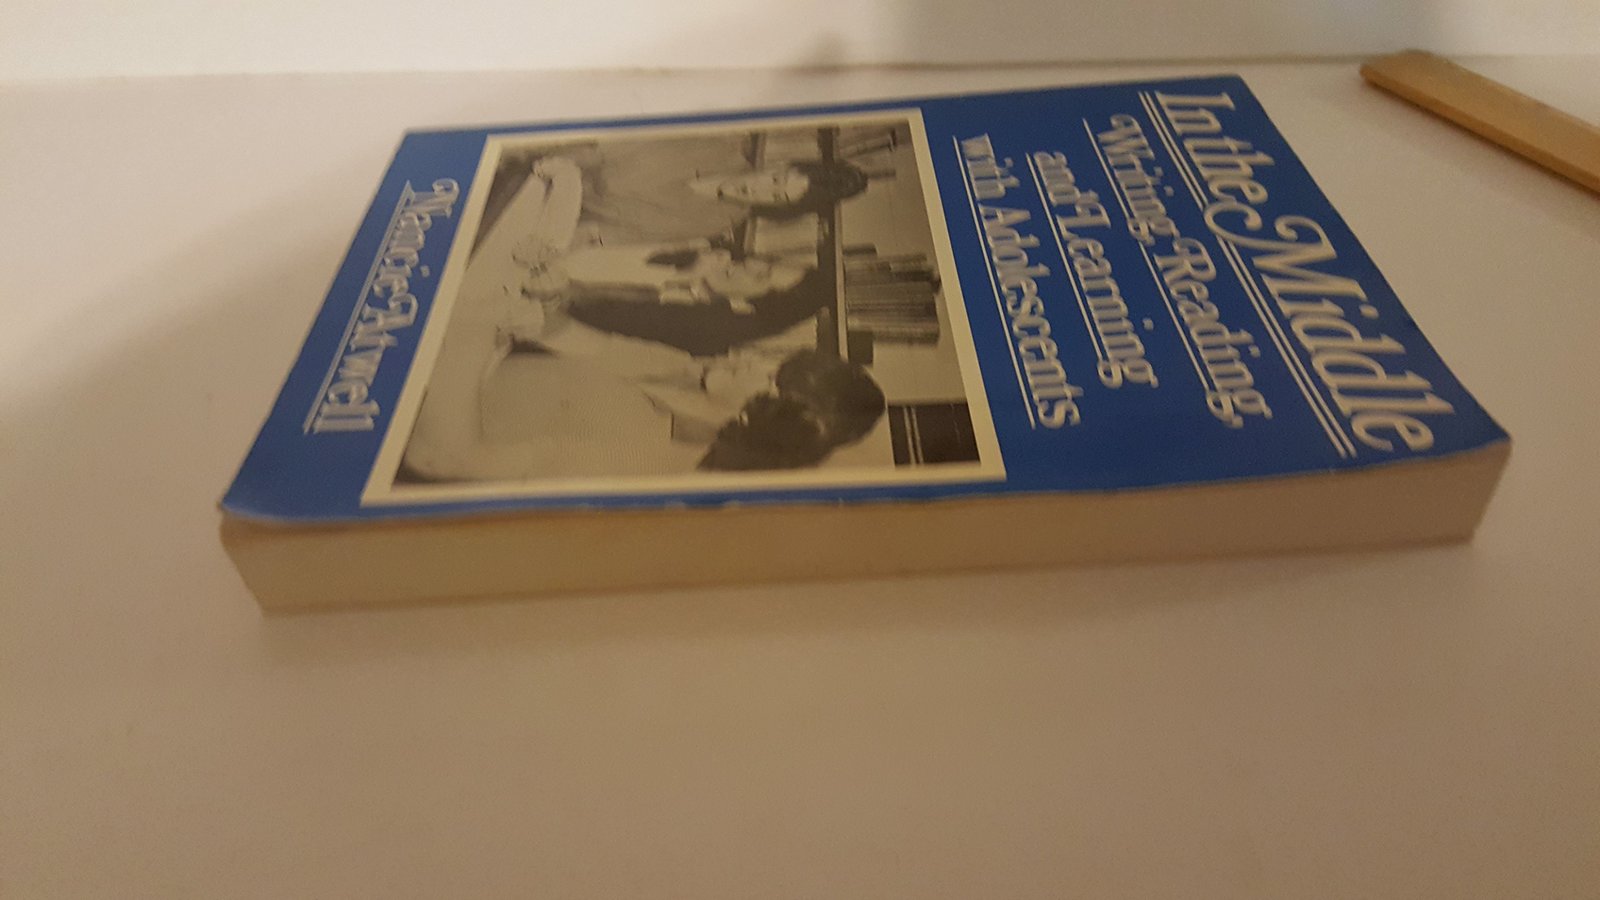 In the Middle
Writing, Reading,
and Learning
with Adolescents
Nancie Atwell